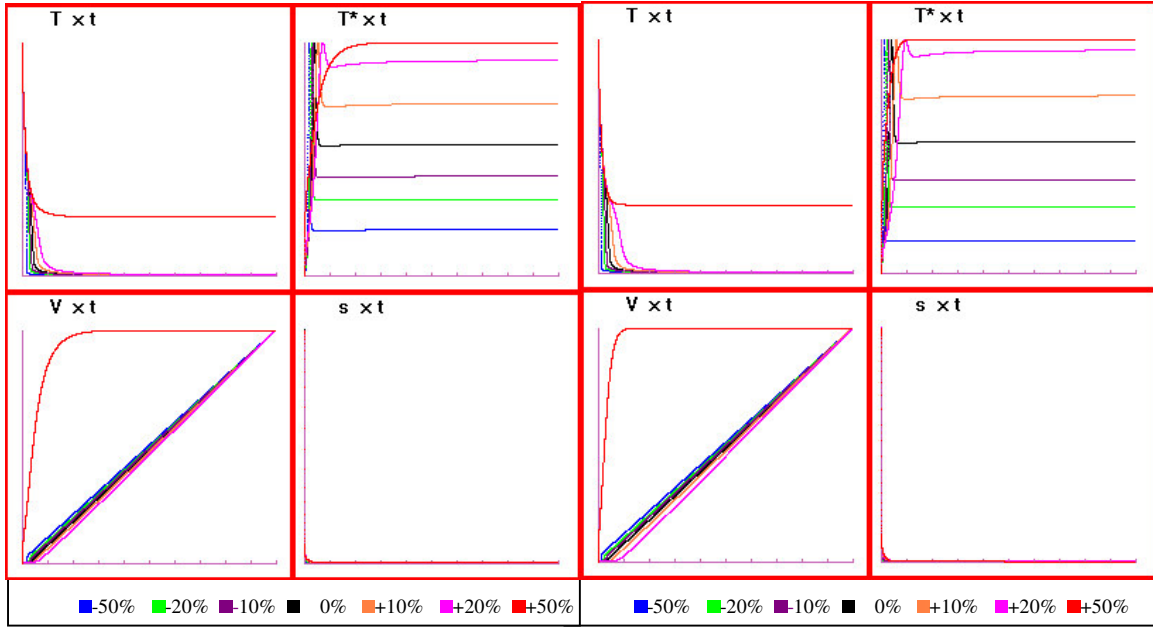 T × t
T* × t
T × t
T* × t
V × t
s × t
V × t
s × t
-50% -20% -10% 0% +10% +20% +50%
-50% -20% -10% 0% +10% +20% +50%